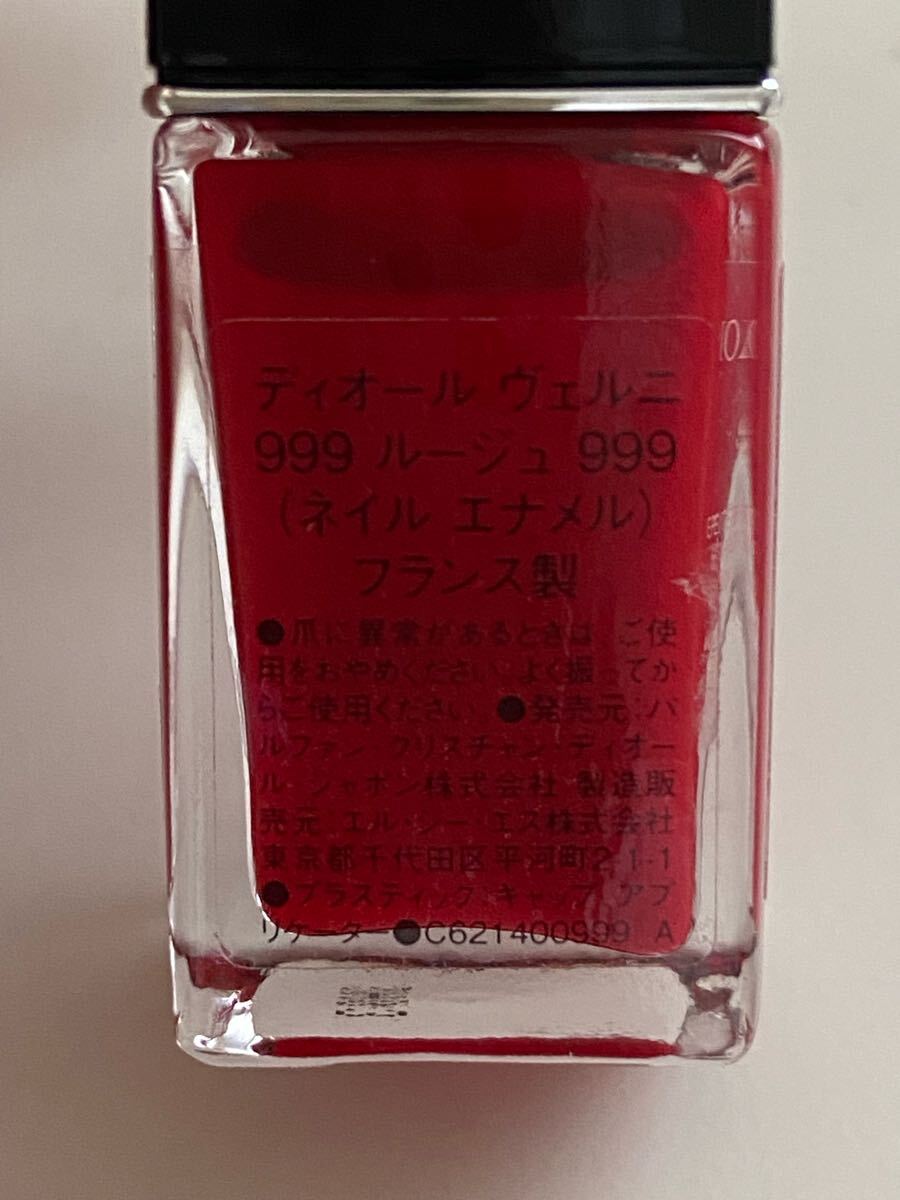 ディオール ヴェルニ
999 ルージュ 999
(ネイル エナメル)
フランス製
●爪に異常があるときは ご使
用をおやめください よく振ってか
らご使用ください ●発売元:パ
ルファン・クリスチャン・ディオー
ル・ジャポン株式会社 製造販
売元:エル・シー・エス株式会社
東京都千代田区平河町2-1-1
●プラスティック:キャップ,アプ
リケーター ●C621400999 A